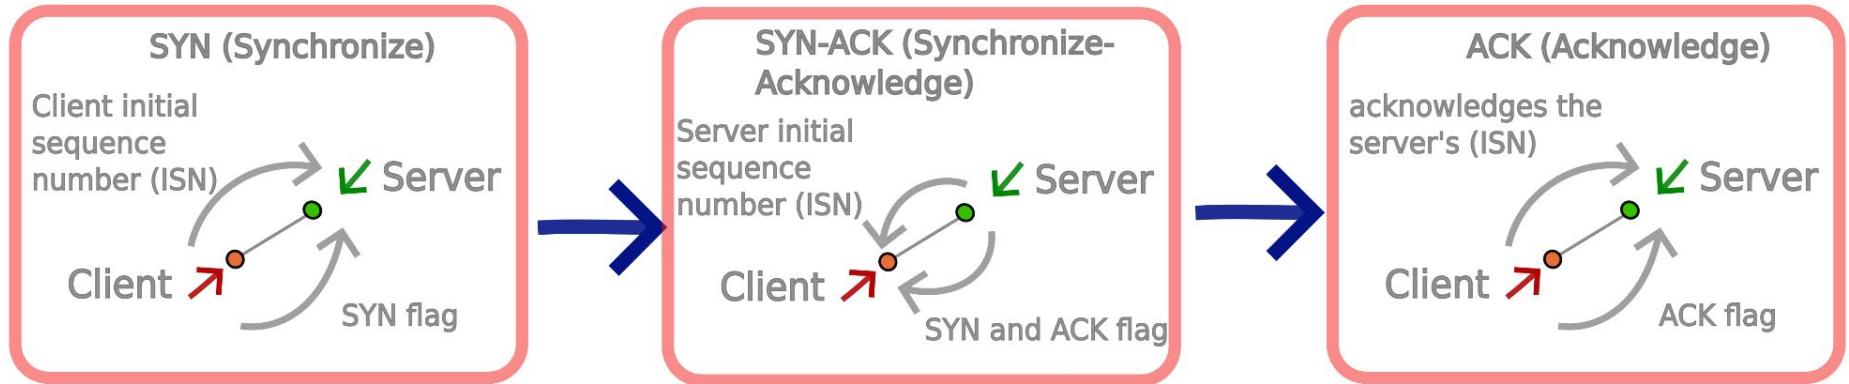 SYN (Synchronize)
Client initial
sequence
number (ISN)
Server
Client
SYN flag
SYN-ACK (Synchronize-
Acknowledge)
Server initial
sequence
number (ISN)
Server
Client
SYN and ACK flag
ACK (Acknowledge)
acknowledges the
server's (ISN)
Server
Client
ACK flag